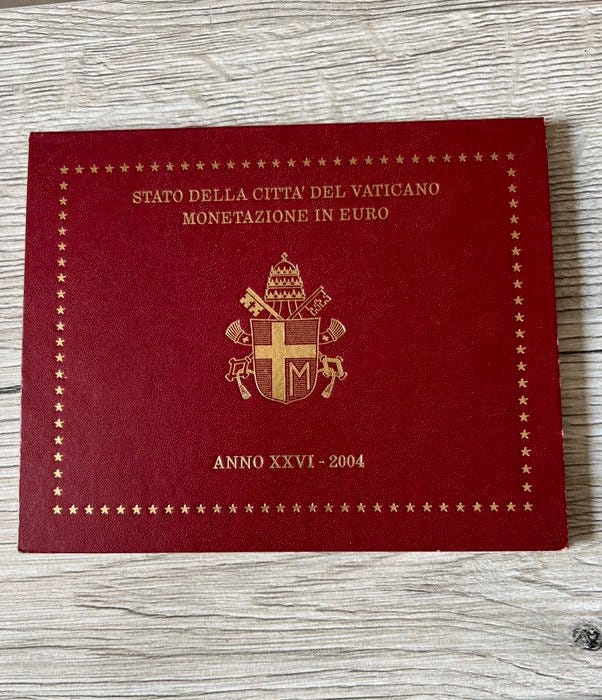 STATO DELLA CITTA' DEL VATICANO
MONETAZIONE IN EURO
M
ANNO XXVI - 2004